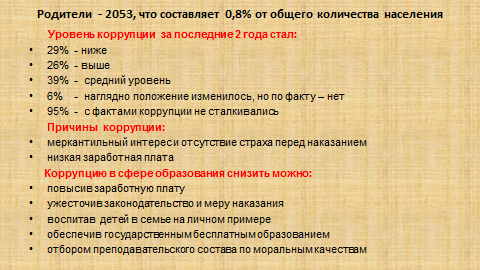 Родители - 2053, что составляет 0,8% от общего количества населения
Уровень коррупции за последние 2 года стал:
• 29% - ниже
• 26% - выше
• 39% - средний уровень
• 6% - наглядно положение изменилось, но по факту – нет
• 95% - с фактами коррупции не сталкивались
Причины коррупции:
• меркантильный интерес и отсутствие страха перед наказанием
• низкая заработная плата
Коррупцию в сфере образования снизить можно:
• повысив заработную плату
• ужесточив законодательство и меру наказания
• воспитав детей в семье на личном примере
• обеспечив государственным бесплатным образованием
• отбором преподавательского состава по моральным качествам